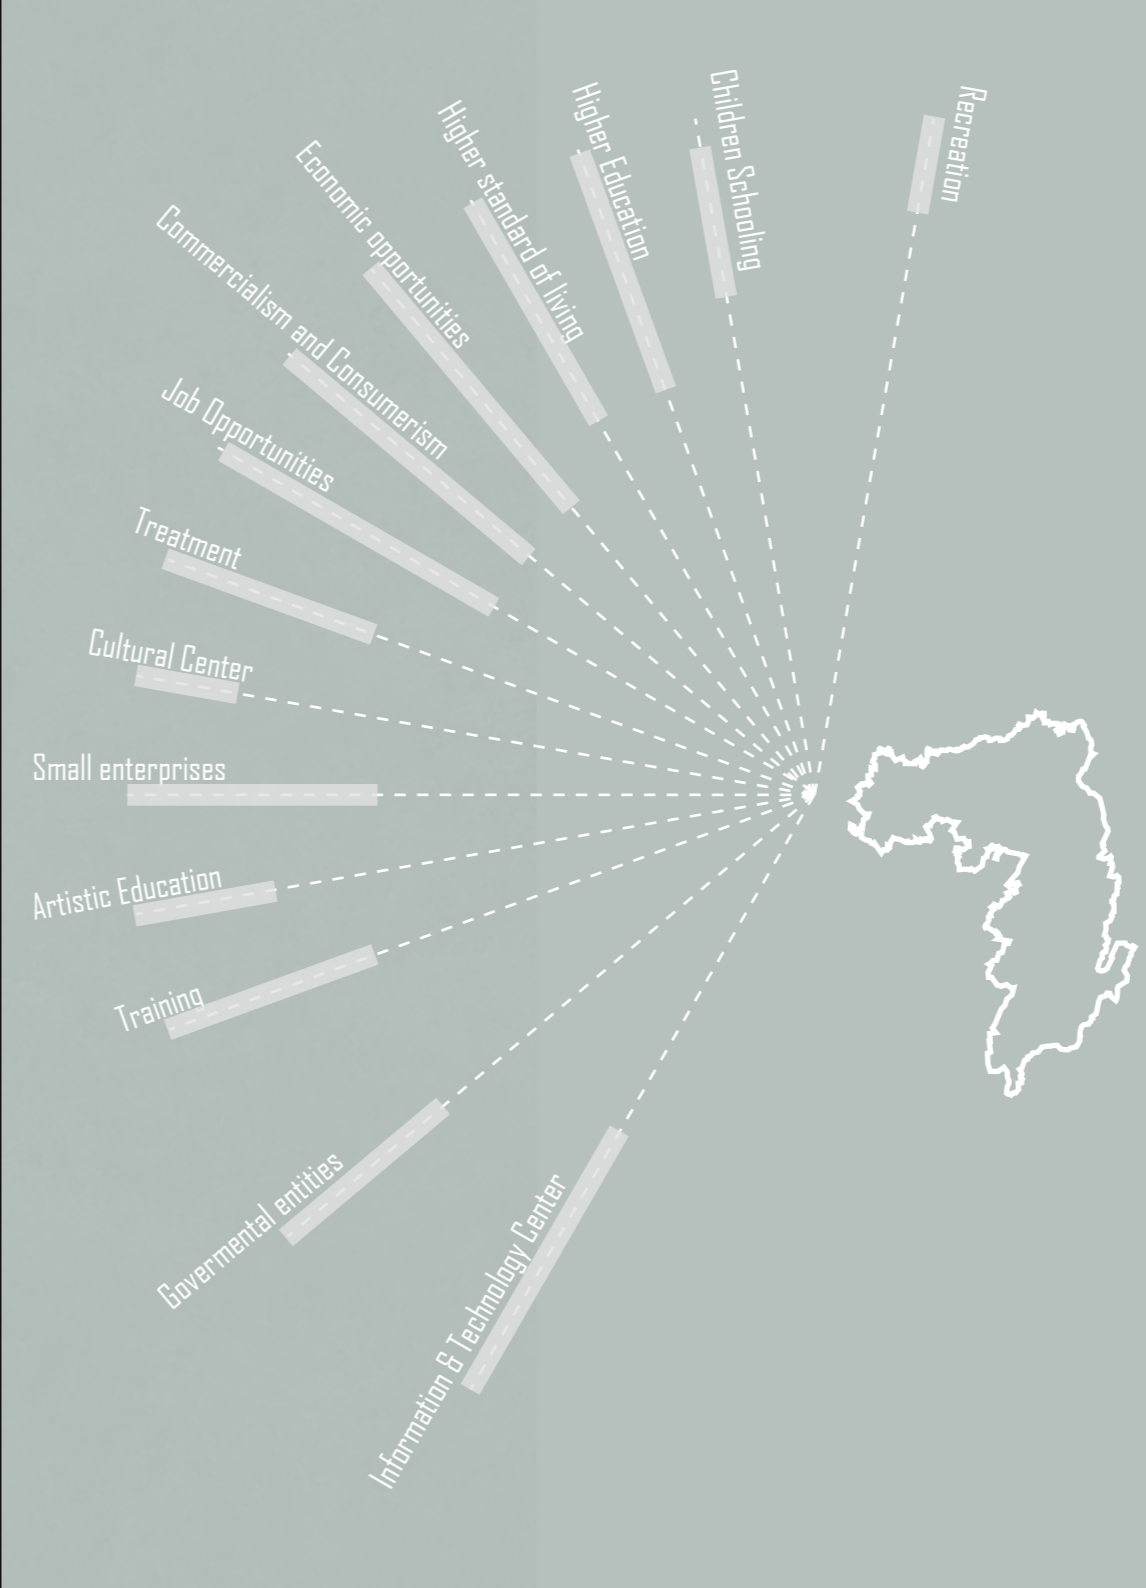 Recreation
Children Schooling
Higher Education
Higher standard of living
Economic opportunities
Commercialism and Consumerism
Job Opportunities
Treatment
Cultural Center
Small enterprises
Artistic Education
Training
Govermental entities
Information & Technology Center